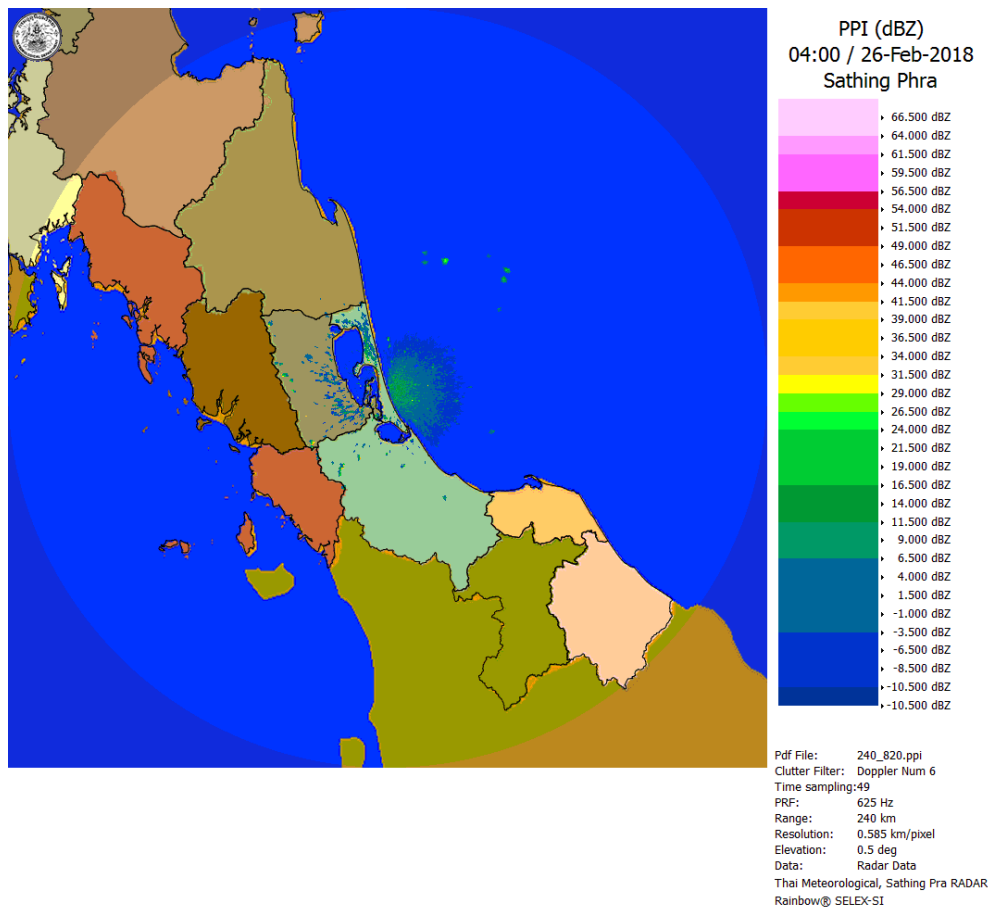 PPI (dBZ)
04:00 / 26-Feb-2018
Sathing Phra
66.500 dBZ
64.000 dBZ
61.500 dBZ
59.500 dBZ
56.500 dBZ
54.000 dBZ
51.500 dBZ
49.000 dBZ
46.500 dBZ
44.000 dBZ
41.500 dBZ
39.000 dBZ
36.500 dBZ
34.000 dBZ
31.500 dBZ
29.000 dBZ
26.500 dBZ
24.000 dBZ
21.500 dBZ
19.000 dBZ
16.500 dBZ
14.000 dBZ
11.500 dBZ
9.000 dBZ
6.500 dBZ
4.000 dBZ
1.500 dBZ
-1.000 dBZ
-3.500 dBZ
-6.500 dBZ
-8.500 dBZ
-10.500 dBZ
-10.500 dBZ
Pdf File: 240_820.ppi
Clutter Filter: Doppler Num 6
Time sampling:49
PRF: 625 Hz
Range: 240 km
Resolution: 0.585 km/pixel
Elevation: 0.5 deg
Data: Radar Data
Thai Meteorological, Sathing Pra RADAR
Rainbow® SELEX-SI